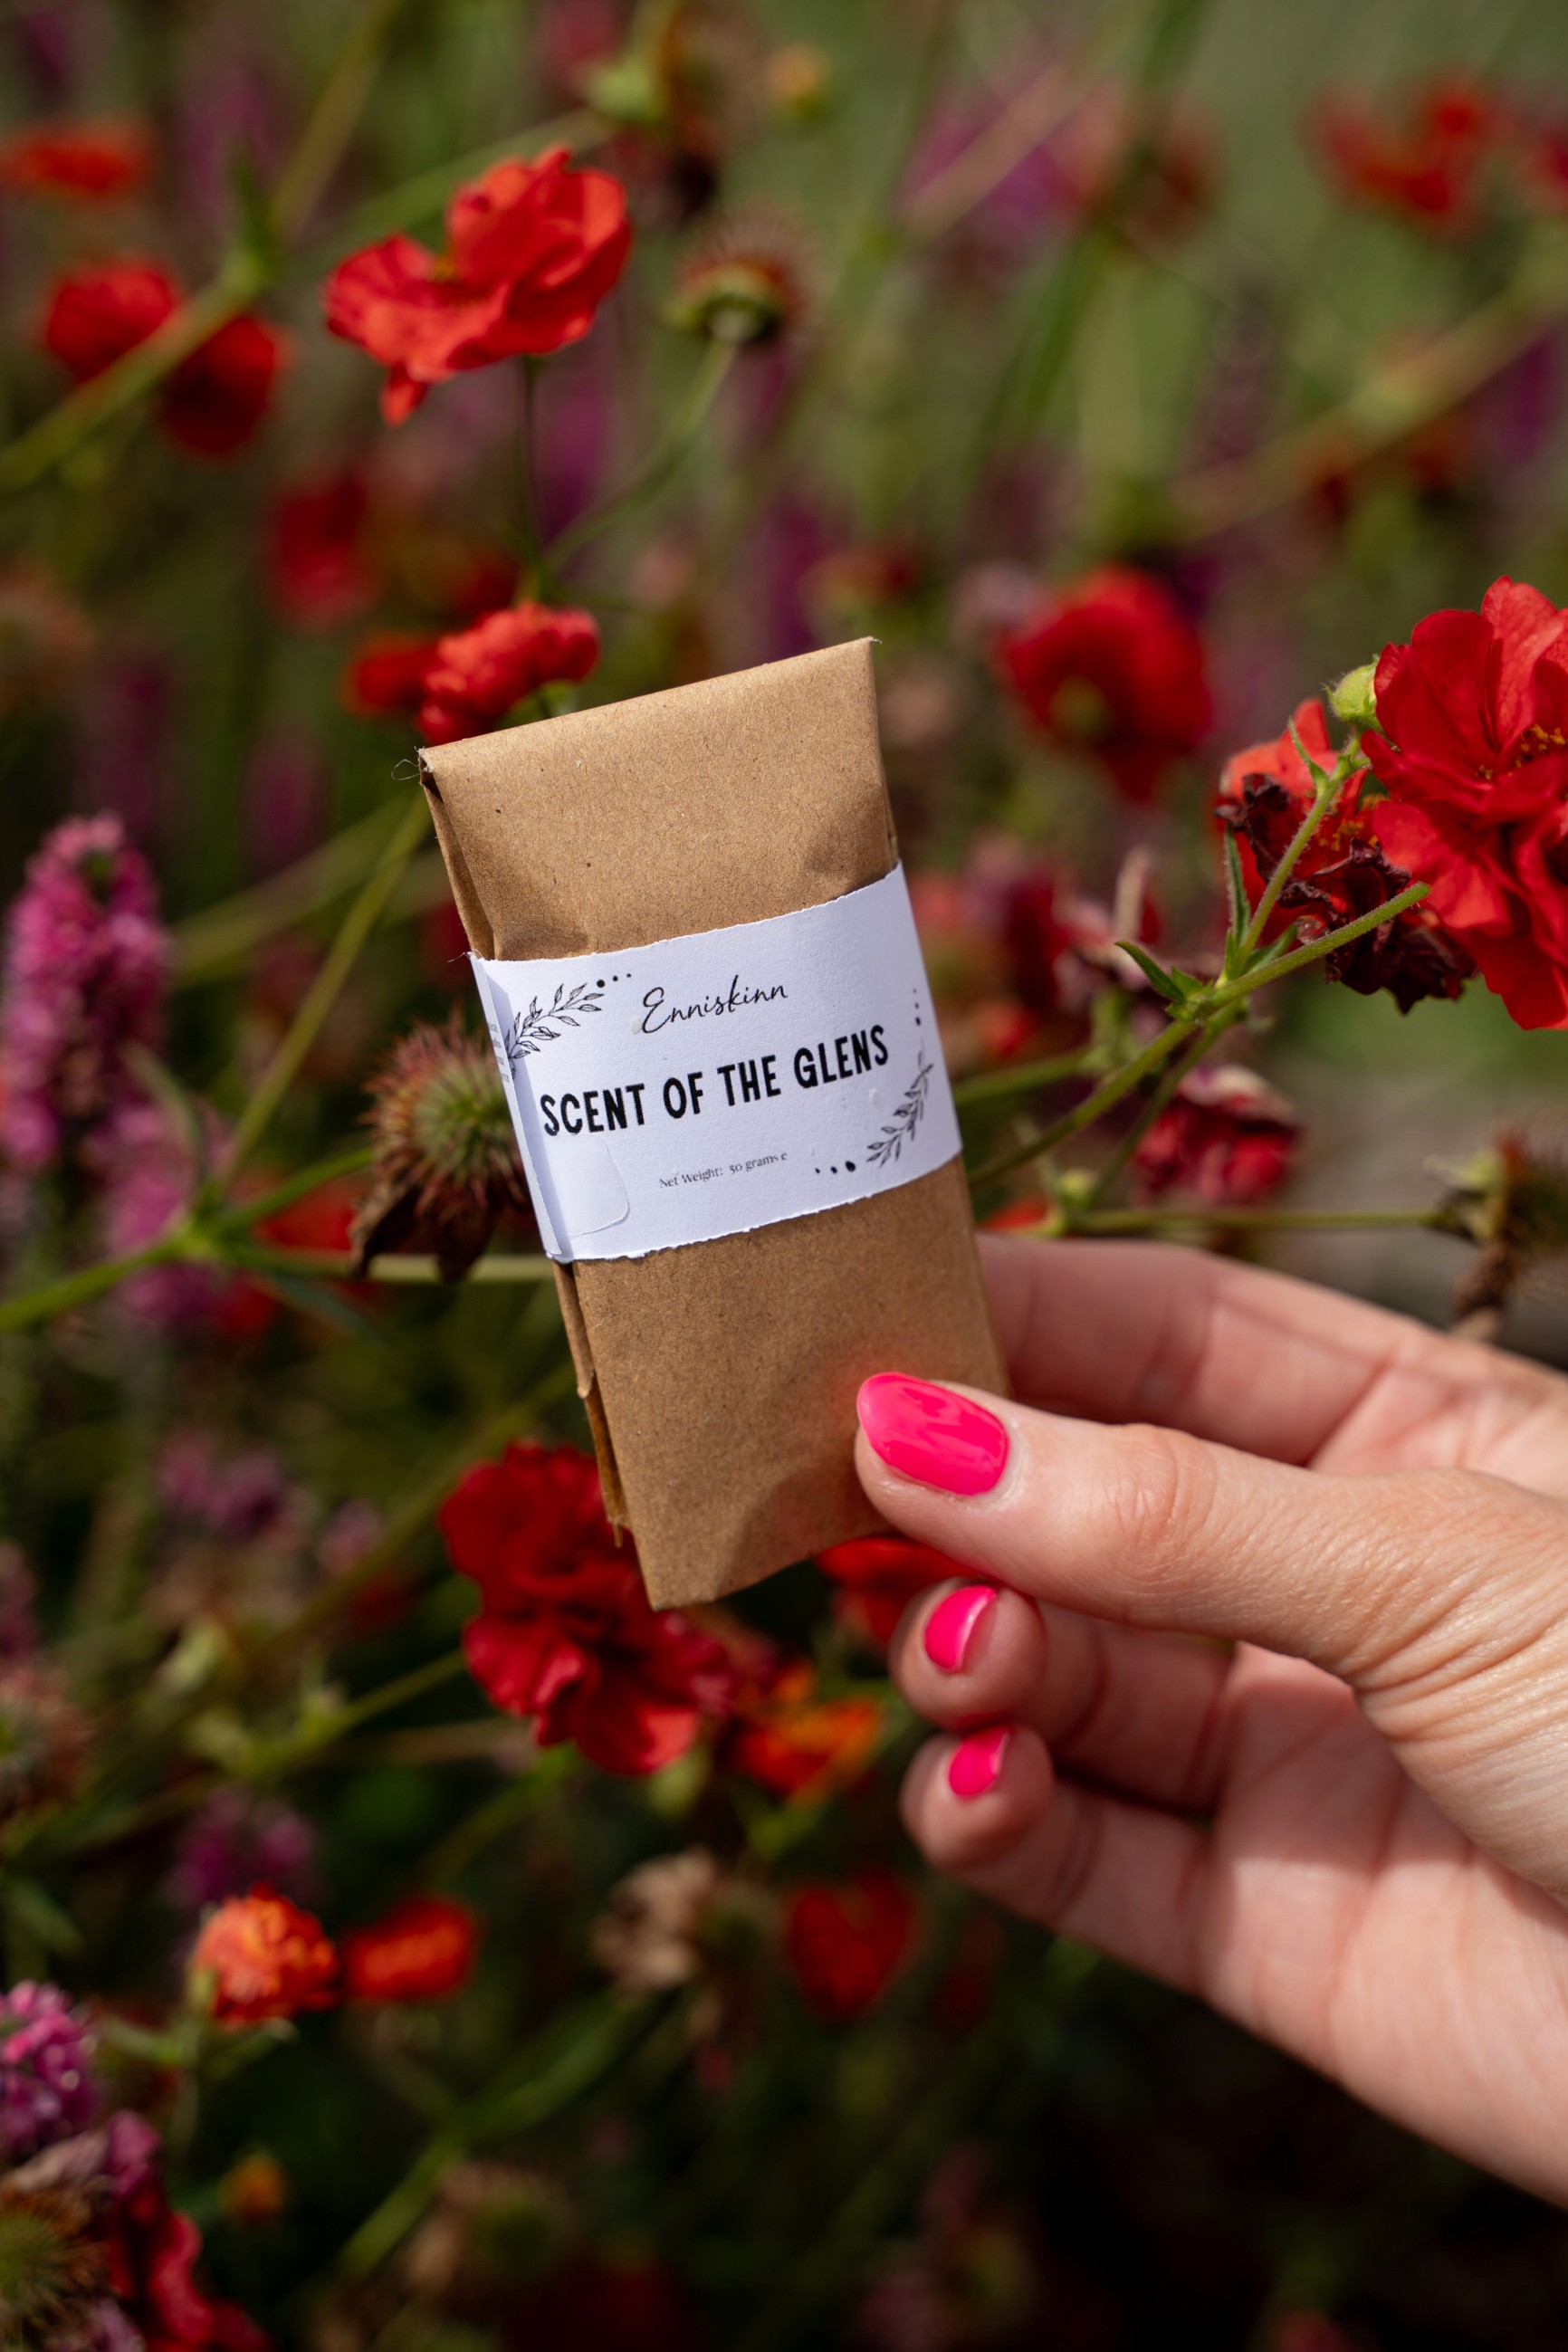 Enniskinn
SCENT OF THE GLENS
Net Weight: 50 grams e